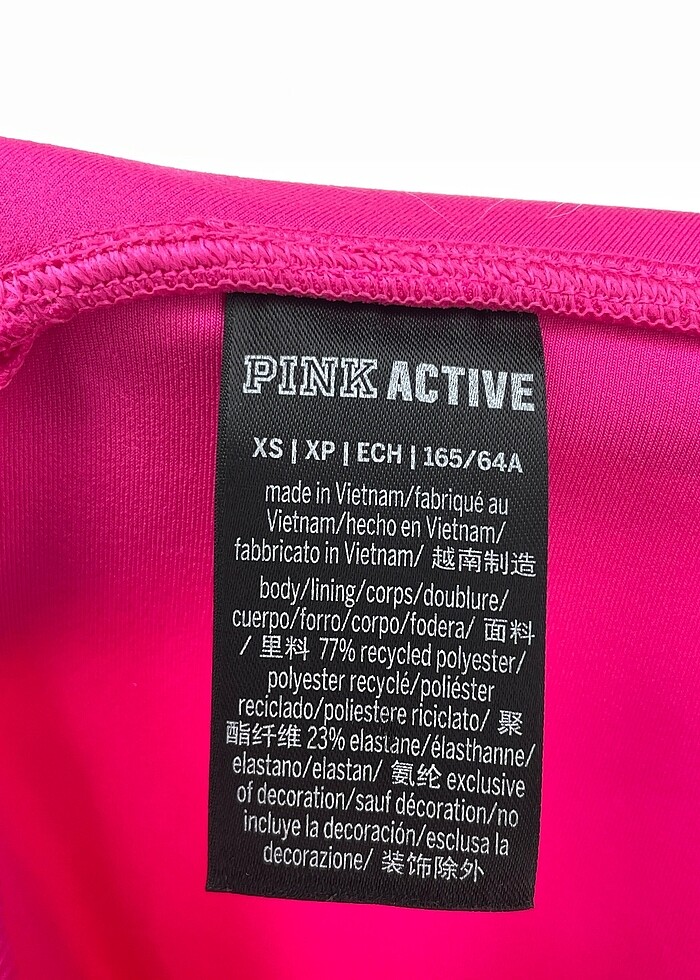 PINK ACTIVE
XS | XP | ECH | 165/64A
made in Vietnam/fabriqué au
Vietnam/hecho en Vietnam/
fabbricato in Vietnam/ 越南制造
body/lining/corps/doublure/
cuerpo/forro/corpo/fodera/ 面料
/ 里料 77% recycled polyester/
polyester recyclé/poliéster
reciclado/poliestere riciclato/ 聚
酯纤维 23% elastane/élasthanne/
elastano/elastan/ 氨纶 exclusive
of decoration/sauf décoration/no
incluye la decoración/esclusa la
decorazione/ 装饰除外